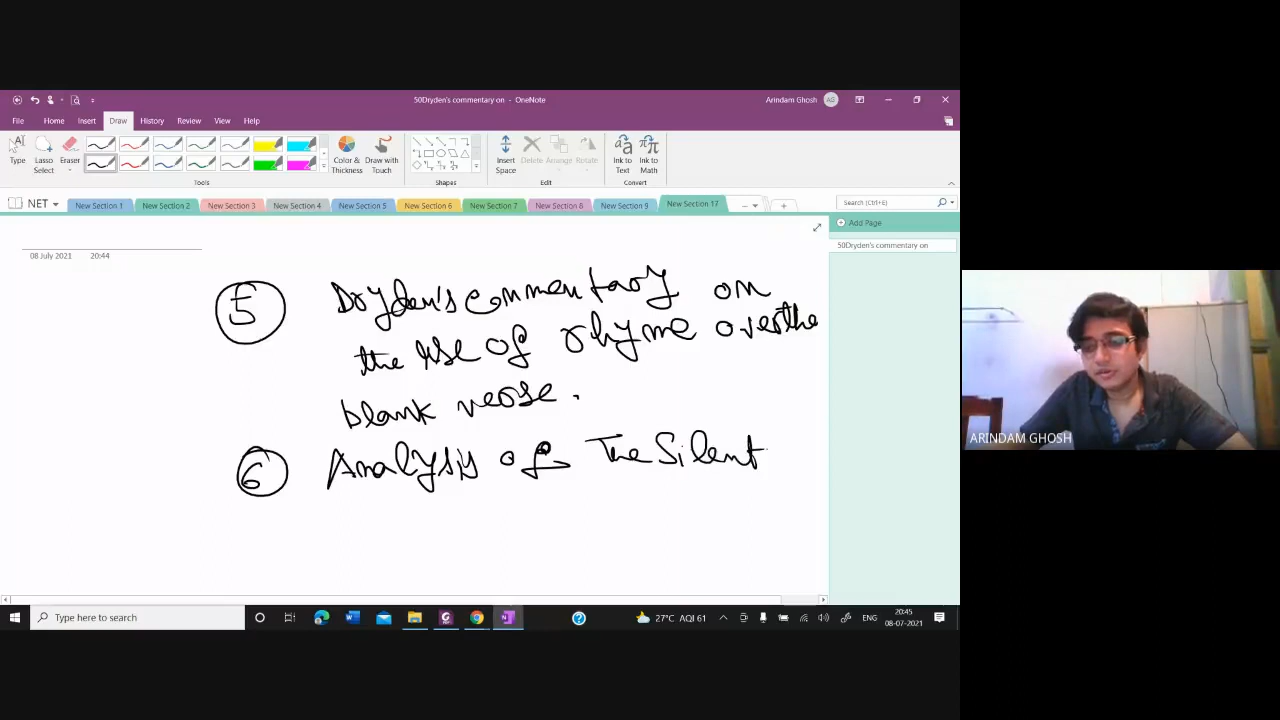 50Dryden's commentary on - OneNote
Arindam Ghosh AG
File Home Insert Draw History Review View Help
Type Lasso Select Eraser Color & Thickness Draw with Touch Insert Space Delete Arrange Rotate Ink to Text Ink to Math
Tools Shapes Edit Convert
NET New Section 1 New Section 2 New Section 3 New Section 4 New Section 5 New Section 6 New Section 7 New Section 8 New Section 9 New Section 17 Search (Ctrl+E)
Add Page
50Dryden's commentary on
08 July 2021 20:44
5 Dryden's commentary on
the use of rhyme over the
blank verse.
6 Analysis of The Silent
ARINDAM GHOSH
Type here to search 27°C AQI 61 ENG 20:45
08-07-2021